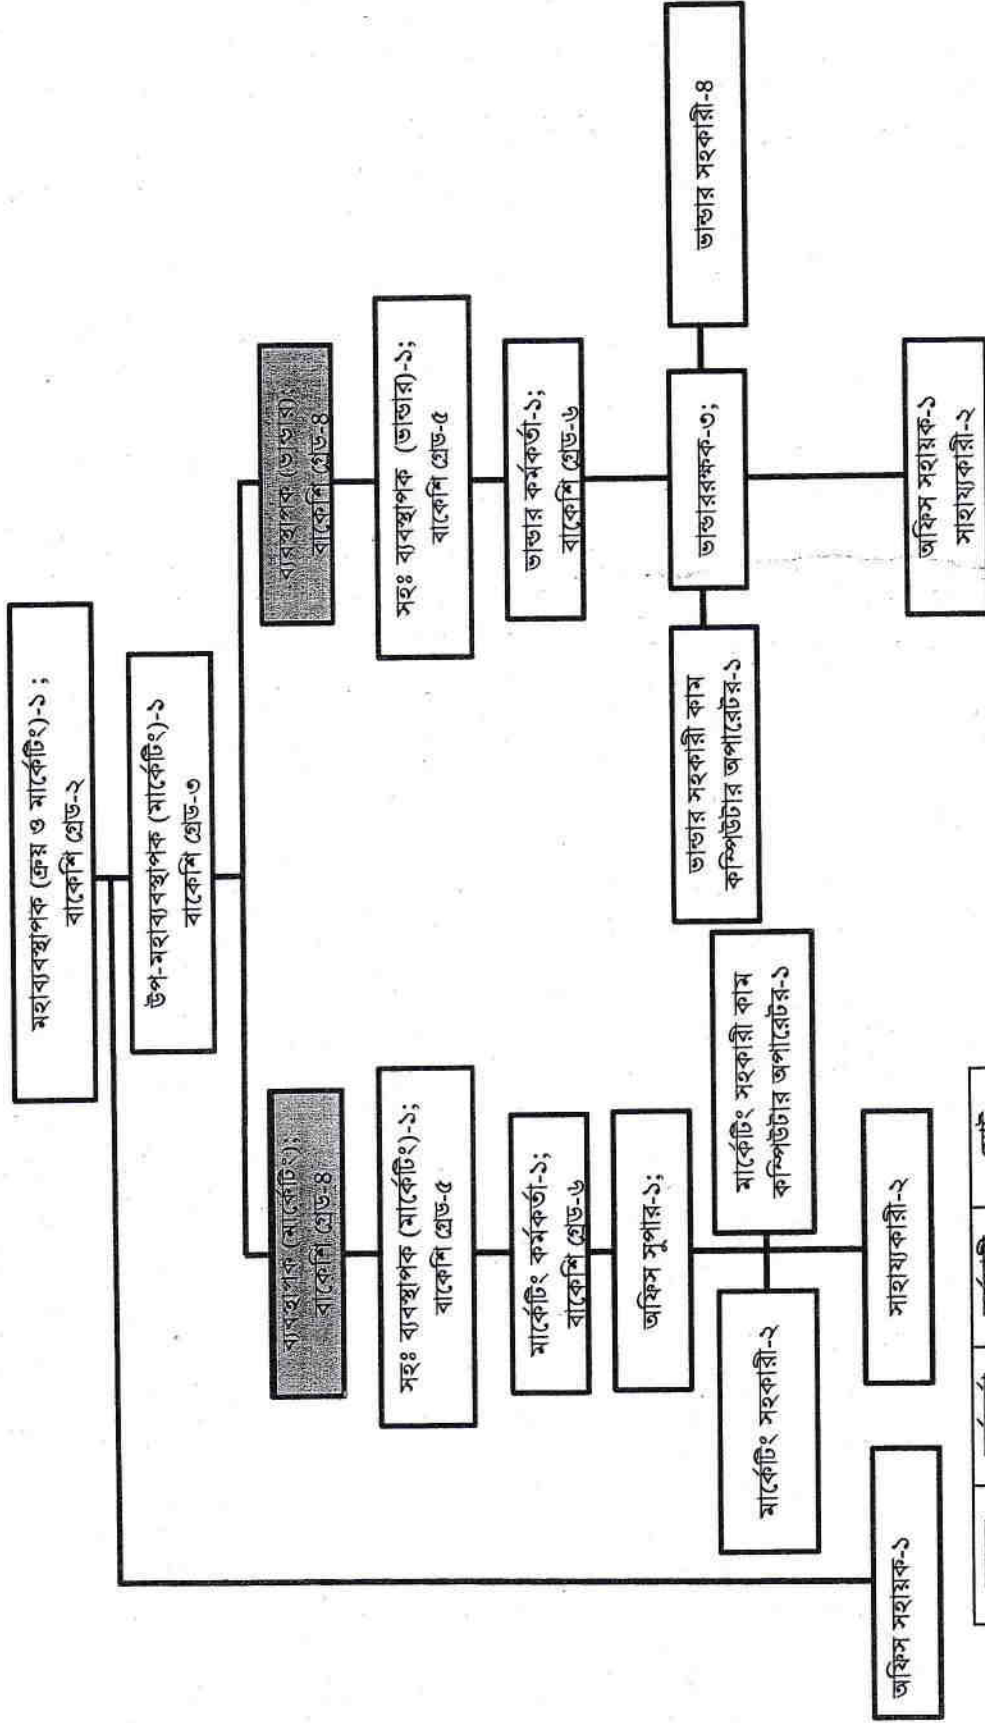 মহাব্যবস্থাপক (ক্রয় ও মার্কেটিং)-১ ;
বাকেশি গ্রেড-২
উপ-মহাব্যবস্থাপক (মার্কেটিং)-১
বাকেশি গ্রেড-৩
ব্যবস্থাপক (মার্কেটিং);
বাকেশি গ্রেড-৪
ব্যবস্থাপক (ভান্ডার);
বাকেশি গ্রেড-৪
সহঃ ব্যবস্থাপক (মার্কেটিং)-১;
বাকেশি গ্রেড-৫
সহঃ ব্যবস্থাপক (ভান্ডার)-১;
বাকেশি গ্রেড-৫
মার্কেটিং কর্মকর্তা-১;
বাকেশি গ্রেড-৬
ভান্ডার কর্মকর্তা-১;
বাকেশি গ্রেড-৬
অফিস সুপার-১;
ভান্ডার সহকারী কাম
কম্পিউটার অপারেটর-১
ভান্ডাররক্ষক-৩;
ভান্ডার সহকারী-৪
মার্কেটিং সহকারী-২
মার্কেটিং সহকারী কাম
কম্পিউটার অপারেটর-১
অফিস সহায়ক-১
সাহায্যকারী-২
অফিস সহায়ক-১
সাহায্যকারী-২